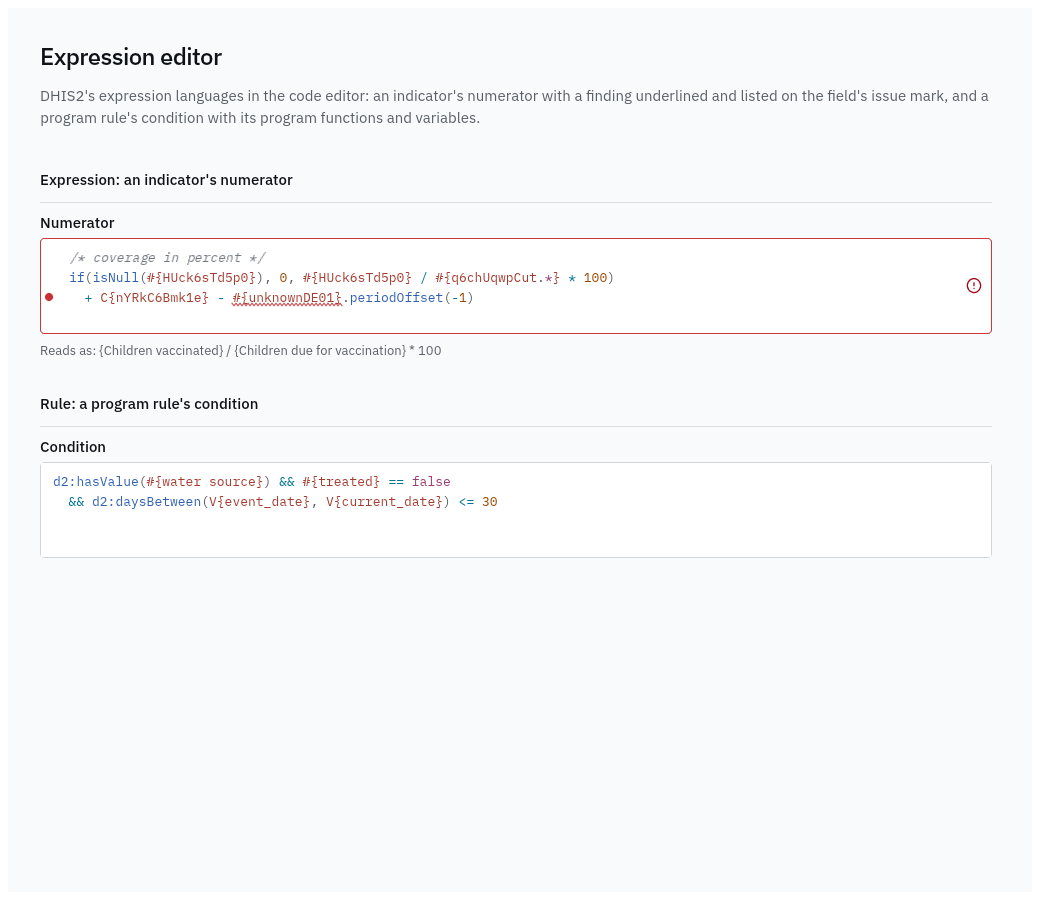 Expression editor
DHIS2's expression languages in the code editor: an indicator's numerator with a finding underlined and listed on the field's issue mark, and a
program rule's condition with its program functions and variables.
Expression: an indicator's numerator
Numerator
/* coverage in percent */
if(isNull(#{HUck6sTd5p0}), 0, #{HUck6sTd5p0} / #{q6chUqwpCut.*} * 100)
+ C{nYRkC6Bmk1e} - #{unknownDE01}.periodOffset(-1)
Reads as: {Children vaccinated} / {Children due for vaccination} * 100
Rule: a program rule's condition
Condition
d2:hasValue(#{water source}) && #{treated} == false
&& d2:daysBetween(V{event_date}, V{current_date}) <= 30